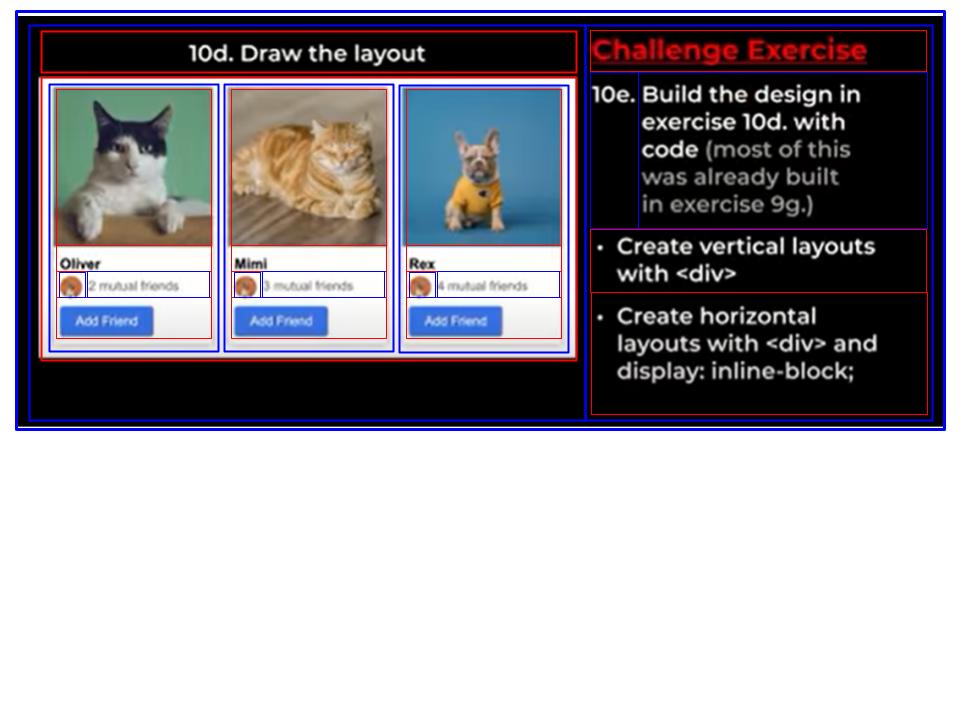 10d. Draw the layout
Oliver
2 mutual friends
Add Friend
Mimi
3 mutual friends
Add Friend
Rex
4 mutual friends
Add Friend
Challenge Exercise
10e. Build the design in
exercise 10d. with
code (most of this
was already built
in exercise 9g.)
• Create vertical layouts
with <div>
• Create horizontal
layouts with <div> and
display: inline-block;